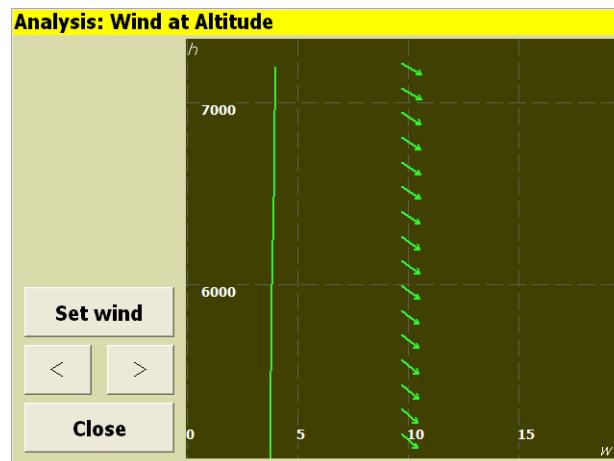 Analysis: Wind at Altitude
h
7000
6000
Set wind
< >
Close
0 5 10 15
w